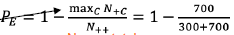 P_E = 1 − max_C N_{+C} / N_{++} = 1 − 700 / 300+700